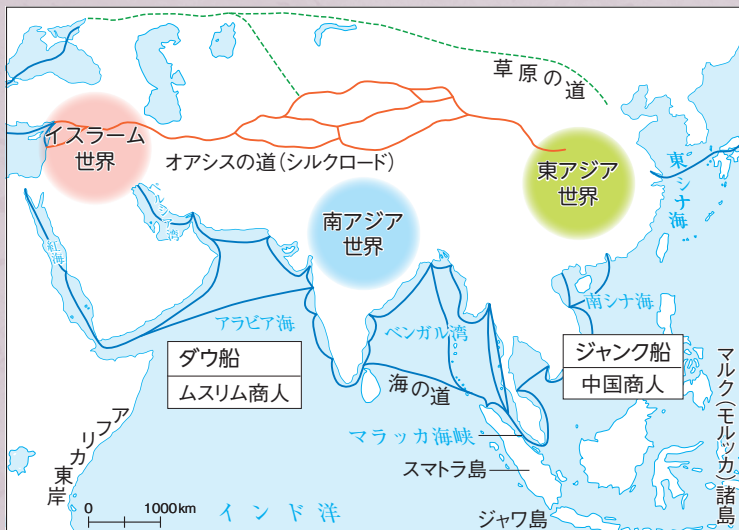 草原の道
イスラーム
世界
オアシスの道(シルクロード)
東アジア
世界
東シナ海
南アジア
世界
ペルシア湾
紅海
アラビア海
ベンガル湾
南シナ海
ダウ船
ムスリム商人
ジャンク船
中国商人
海の道
マラッカ海峡
スマトラ島
マルク(モルッカ)諸島
アフリカ東岸
0 1000km
インド洋
ジャワ島